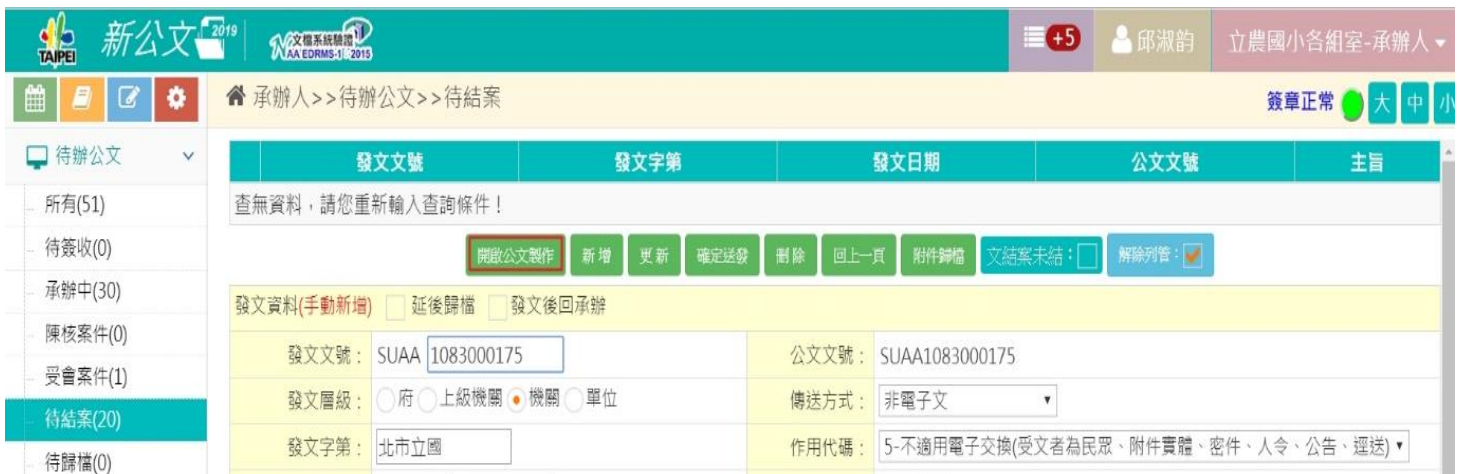 TAIPEI 新公文 2019 文檔系統驗證 AA EDRMS-1 2015 +5 邱淑韵 立農國小各組室-承辦人
承辦人>>待辦公文>>待結案 簽章正常 大 中 小
待辦公文
發文文號 發文字第 發文日期 公文文號 主旨
所有(51)
查無資料，請您重新輸入查詢條件！
待簽收(0)
開啟公文製作 新增 更新 確定送發 刪除 回上一頁 附件歸檔 文結案未結： 解除列管：
承辦中(30)
發文資料(手動新增) 延後歸檔 發文後回承辦
陳核案件(0)
發文文號： SUAA 1083000175 公文文號： SUAA1083000175
受會案件(1)
發文層級： 府 上級機關 機關 單位 傳送方式： 非電子文
待結案(20)
發文字第： 北市立國 作用代碼： 5-不適用電子交換(受文者為民眾、附件實體、密件、人令、公告、逕送)
待歸檔(0)